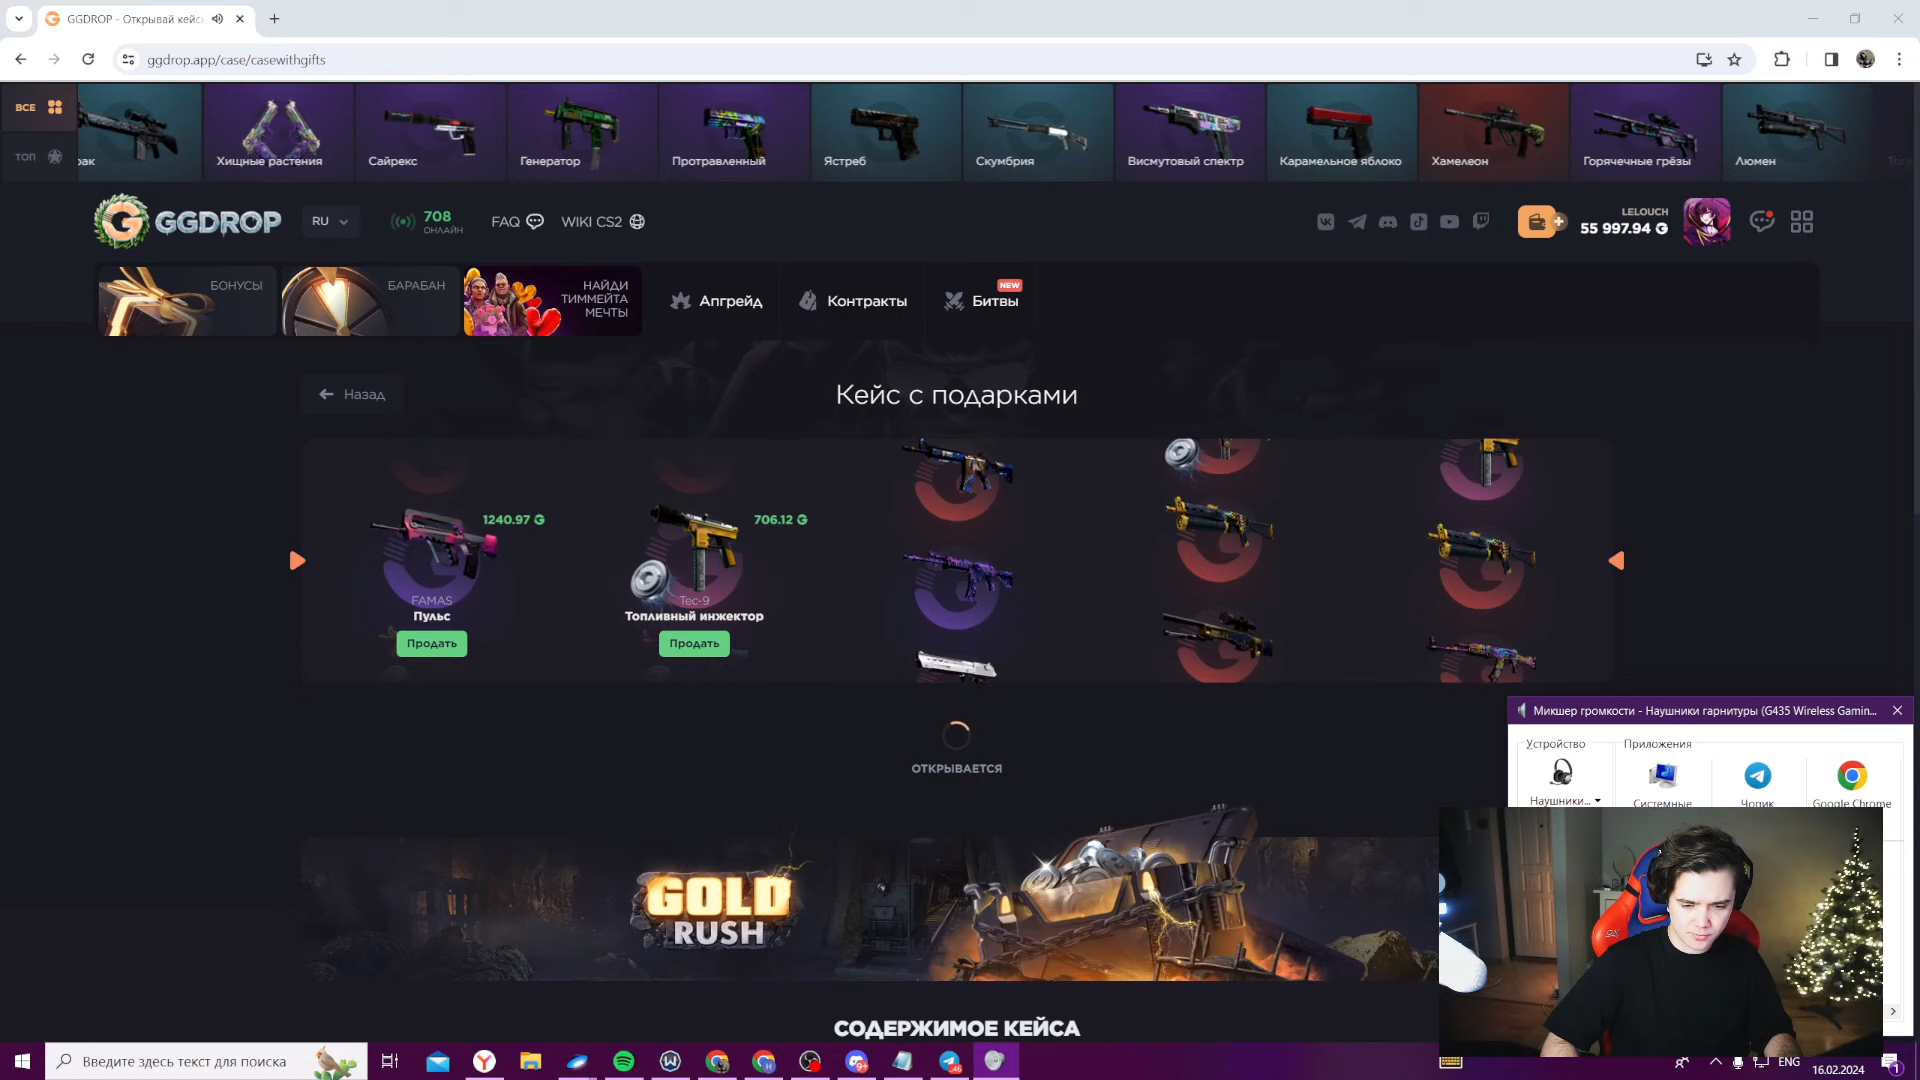 GGDROP - Открывай кейсы
ggdrop.app/case/casewithgifts
ВСЕ
ТОП
рак
Хищные растения
Сайрекс
Генератор
Протравленный
Ястреб
Скумбрия
Висмутовый спектр
Карамельное яблоко
Хамелеон
Горячечные грёзы
Люмен
GGDROP
RU
708
ОНЛАЙН
FAQ
WIKI CS2
LELOUCH
55 997.94 G
БОНУСЫ
БАРАБАН
НАЙДИ
ТИММЕЙТА
МЕЧТЫ
Апгрейд
Контракты
NEW
Битвы
Назад
Кейс с подарками
1240.97 G
FAMAS
Пульс
Продать
706.12 G
Tec-9
Топливный инжектор
Продать
ОТКРЫВАЕТСЯ
GOLD
RUSH
СОДЕРЖИМОЕ КЕЙСА
Микшер громкости - Наушники гарнитуры (G435 Wireless Gamin...
Устройство
Приложения
Наушники...
Системные
Чопик
Google Chrome
Введите здесь текст для поиска
ENG
16.02.2024